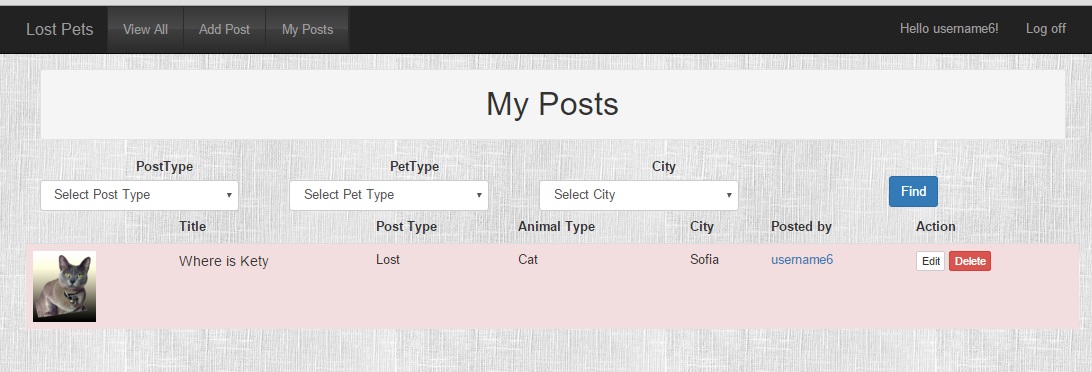 Lost Pets View All Add Post My Posts Hello username6! Log off
My Posts
PostType PetType City
Select Post Type Select Pet Type Select City Find
Title Post Type Animal Type City Posted by Action
Where is Kety Lost Cat Sofia username6 Edit Delete